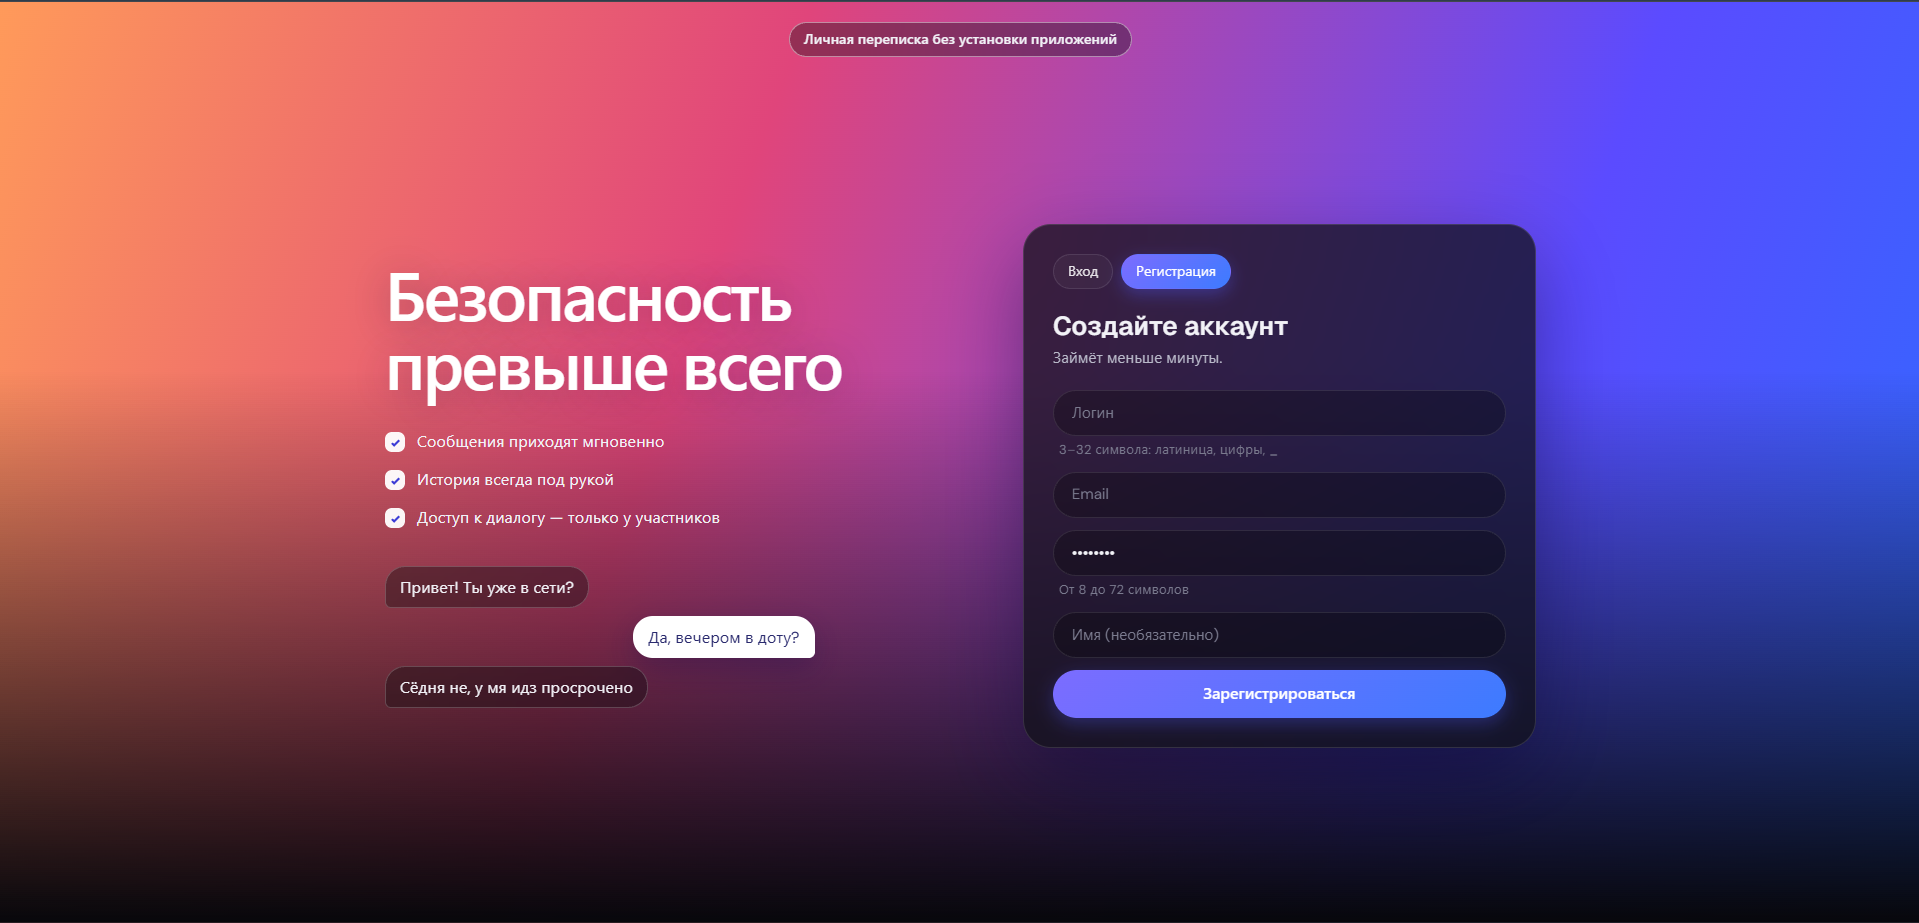 Личная переписка без установки приложений
Безопасность
превыше всего
Сообщения приходят мгновенно
История всегда под рукой
Доступ к диалогу — только у участников
Привет! Ты уже в сети?
Да, вечером в доту?
Сёдня не, у мя идз просрочено
Вход
Регистрация
Создайте аккаунт
Займёт меньше минуты.
Логин
3–32 символа: латиница, цифры, _
Email
••••••••
От 8 до 72 символов
Имя (необязательно)
Зарегистрироваться